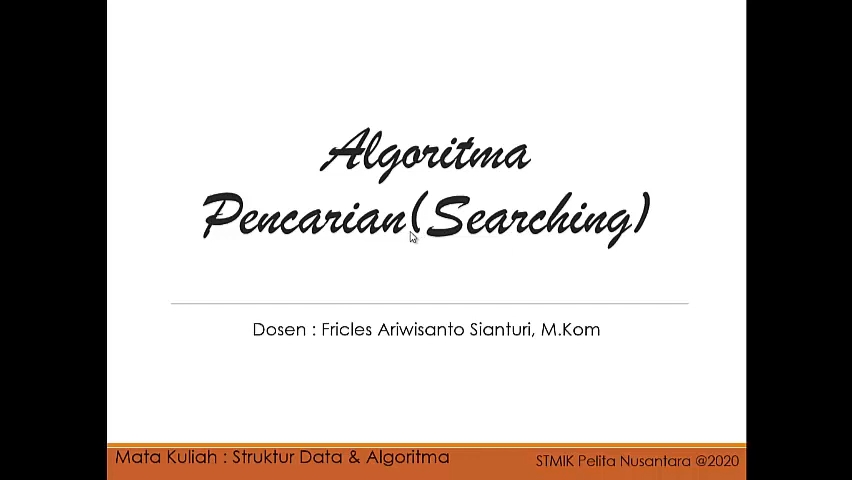 Algoritma
Pencarian(Searching)
Dosen : Fricles Ariwisanto Sianturi, M.Kom
Mata Kuliah : Struktur Data & Algoritma
STMIK Pelita Nusantara @2020